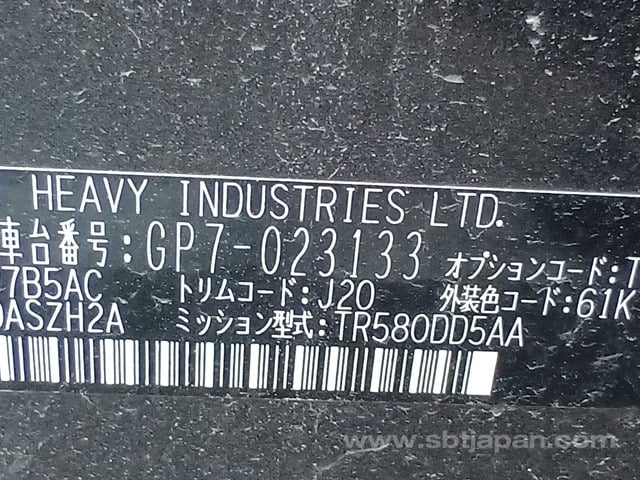 HEAVY INDUSTRIES LTD.
車台番号:GP7-023133 オプションコード:T
7B5AC トリムコード:J20 外装色コード:61K
ASZH2A ミッション型式:TR580DD5AA
www.sbtjapan.com